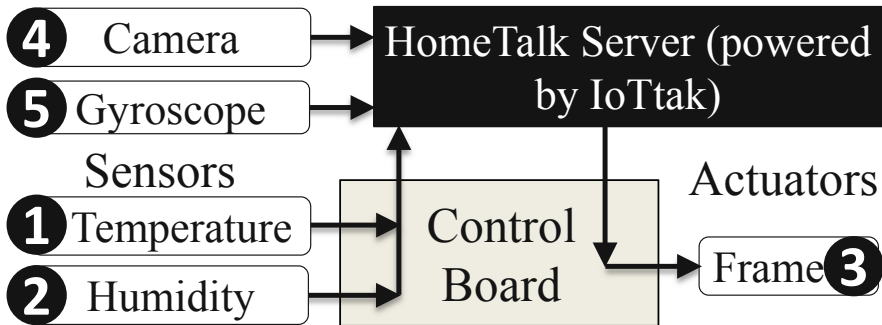 4 Camera
HomeTalk Server (powered
by IoTtak)
5 Gyroscope
Sensors
Actuators
1 Temperature
Control
Board
2 Humidity
Frame 3